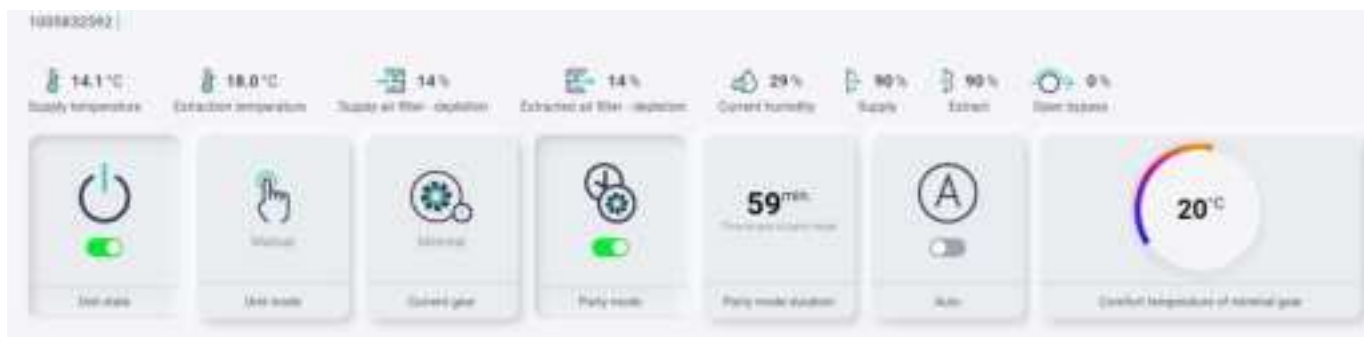 1005832592
14.1 °C
Supply temperature
18.0 °C
Extraction temperature
14 %
Supply air filter - depletion
14 %
Extracted air filter - depletion
29 %
Current humidity
90 %
Supply
90 %
Extract
0 %
Open bypass
Unit state
Manual
Unit mode
Current gear
Party mode
59 min.
Party mode duration
A
Auto
20 °C
Comfort temperature of nominal gear